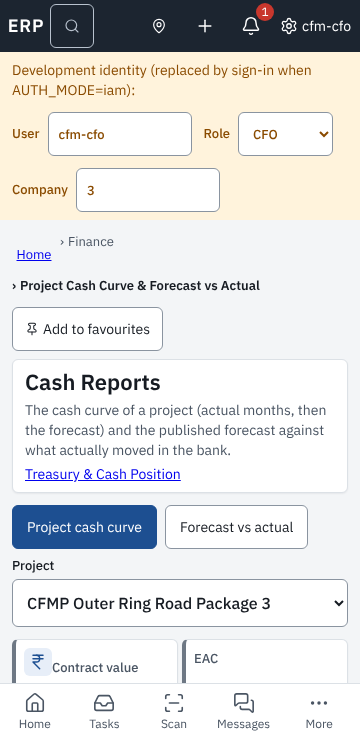 ERP
1
cfm-cfo
Development identity (replaced by sign-in when
AUTH_MODE=iam):
User cfm-cfo Role CFO
Company 3
Home › Finance
› Project Cash Curve & Forecast vs Actual
Add to favourites
Cash Reports
The cash curve of a project (actual months, then
the forecast) and the published forecast against
what actually moved in the bank.
Treasury & Cash Position
Project cash curve Forecast vs actual
Project
CFMP Outer Ring Road Package 3
₹ Contract value EAC
Home Tasks Scan Messages More